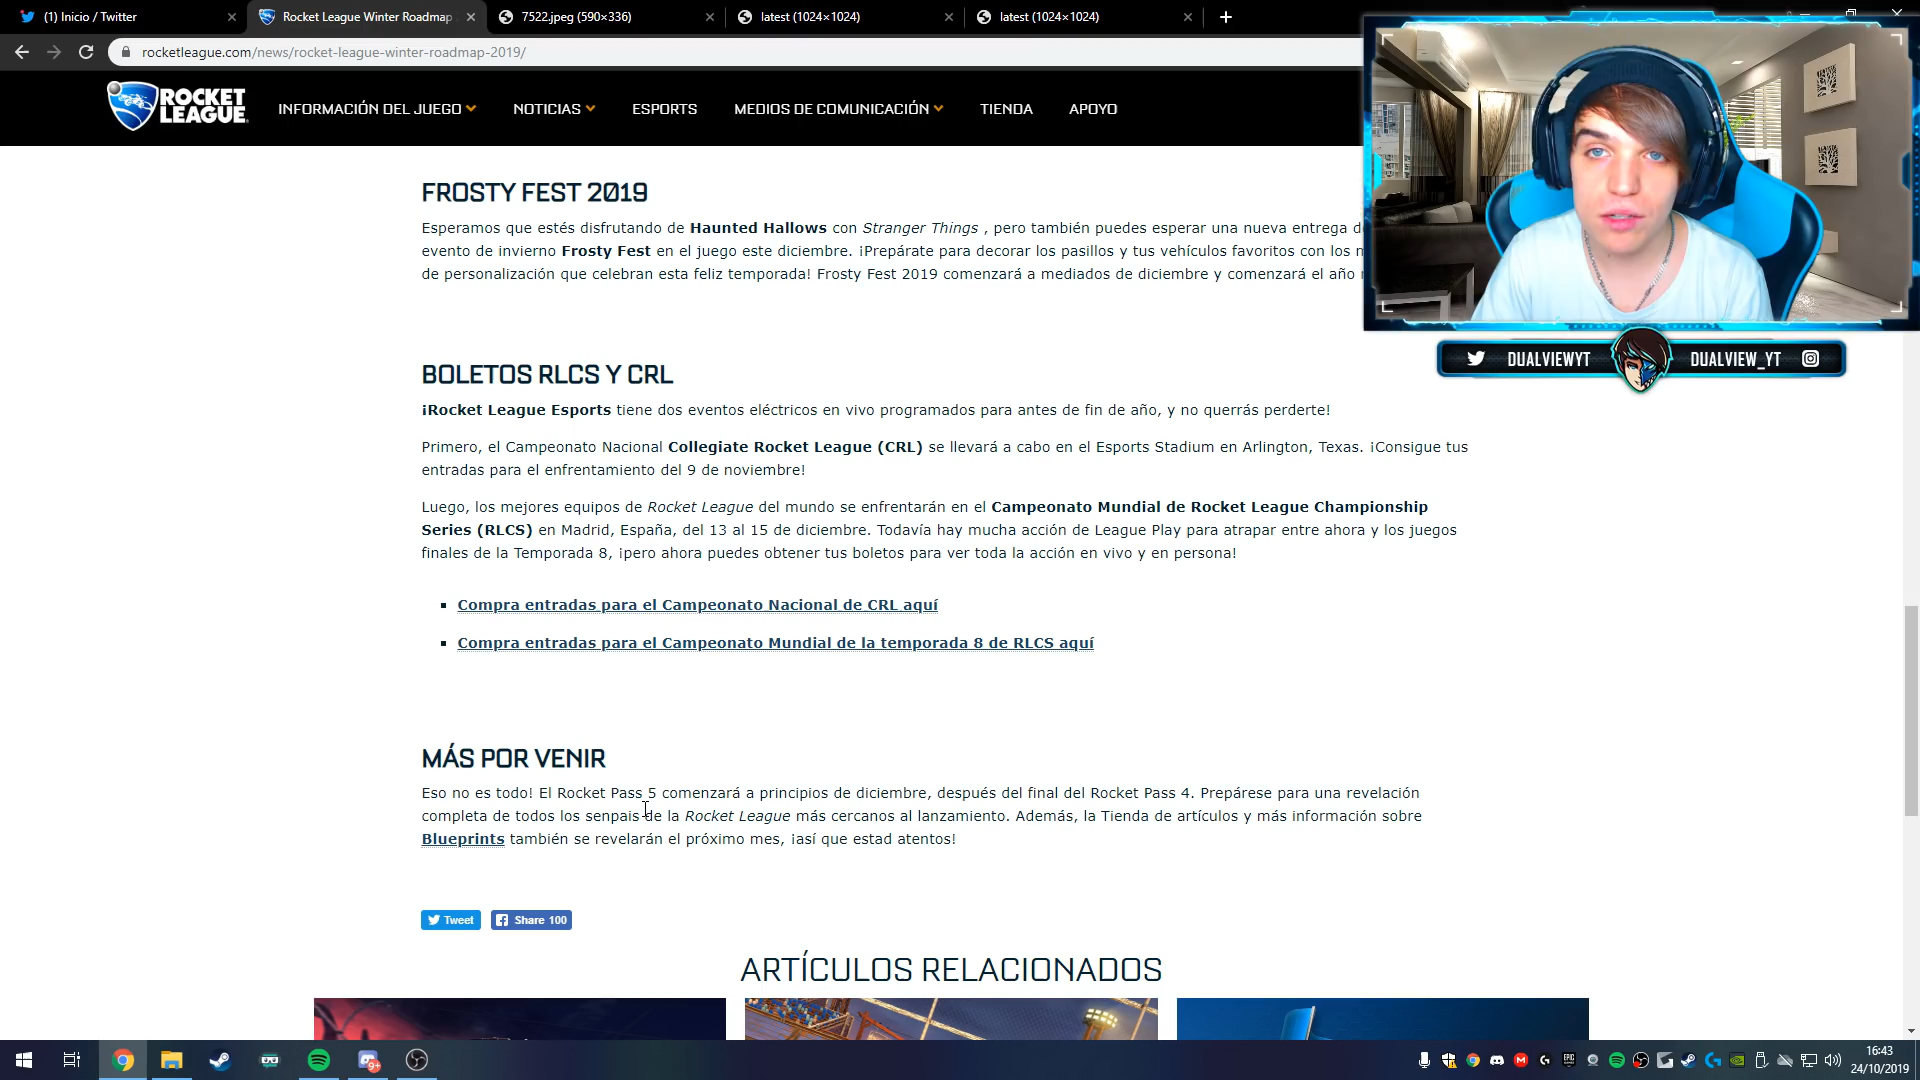 (1) Inicio / Twitter
Rocket League Winter Roadmap
7522.jpeg (590×336)
latest (1024×1024)
latest (1024×1024)
rocketleague.com/news/rocket-league-winter-roadmap-2019/
ROCKET LEAGUE
INFORMACIÓN DEL JUEGO
NOTICIAS
ESPORTS
MEDIOS DE COMUNICACIÓN
TIENDA
APOYO
FROSTY FEST 2019
Esperamos que estés disfrutando de Haunted Hallows con Stranger Things , pero también puedes esperar una nueva entrega
evento de invierno Frosty Fest en el juego este diciembre. ¡Prepárate para decorar los pasillos y tus vehículos favoritos con los
de personalización que celebran esta feliz temporada! Frosty Fest 2019 comenzará a mediados de diciembre y comenzará el año
DUALVIEWYT
DUALVIEW_YT
BOLETOS RLCS Y CRL
¡Rocket League Esports tiene dos eventos eléctricos en vivo programados para antes de fin de año, y no querrás perderte!
Primero, el Campeonato Nacional Collegiate Rocket League (CRL) se llevará a cabo en el Esports Stadium en Arlington, Texas. ¡Consigue tus
entradas para el enfrentamiento del 9 de noviembre!
Luego, los mejores equipos de Rocket League del mundo se enfrentarán en el Campeonato Mundial de Rocket League Championship
Series (RLCS) en Madrid, España, del 13 al 15 de diciembre. Todavía hay mucha acción de League Play para atrapar entre ahora y los juegos
finales de la Temporada 8, ¡pero ahora puedes obtener tus boletos para ver toda la acción en vivo y en persona!
Compra entradas para el Campeonato Nacional de CRL aquí
Compra entradas para el Campeonato Mundial de la temporada 8 de RLCS aquí
MÁS POR VENIR
Eso no es todo! El Rocket Pass 5 comenzará a principios de diciembre, después del final del Rocket Pass 4. Prepárese para una revelación
completa de todos los senpais de la Rocket League más cercanos al lanzamiento. Además, la Tienda de artículos y más información sobre
Blueprints también se revelarán el próximo mes, ¡así que estad atentos!
Tweet
Share 100
ARTÍCULOS RELACIONADOS
16:43
24/10/2019